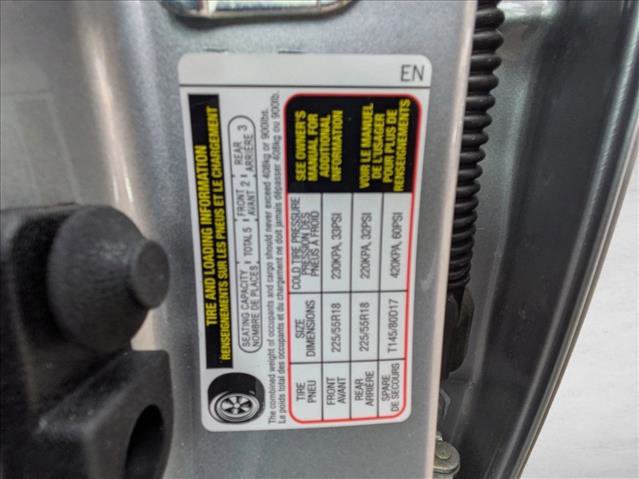 EN
TIRE AND LOADING INFORMATION
RENSEIGNEMENTS SUR LES PNEUS ET LE CHARGEMENT
SEATING CAPACITY TOTAL 5 FRONT 2 REAR 3
NOMBRE DE PLACES AVANT ARRIÈRE
The combined weight of occupants and cargo should never exceed 408kg or 900lbs.
Le poids total des occupants et du chargement ne doit jamais dépasser 408kg ou 900lb.
TIRE SIZE COLD TIRE PRESSURE SEE OWNER'S
PNEU DIMENSIONS PRESSION DES MANUAL FOR
PNEUS À FROID ADDITIONAL
INFORMATION
FRONT 225/55R18 230KPA, 33PSI
AVANT
REAR 225/55R18 220KPA, 32PSI VOIR LE MANUEL
ARRIÈRE DE L'USAGER
SPARE T145/80D17 420KPA, 60PSI POUR PLUS DE
DE SECOURS RENSEIGNEMENTS